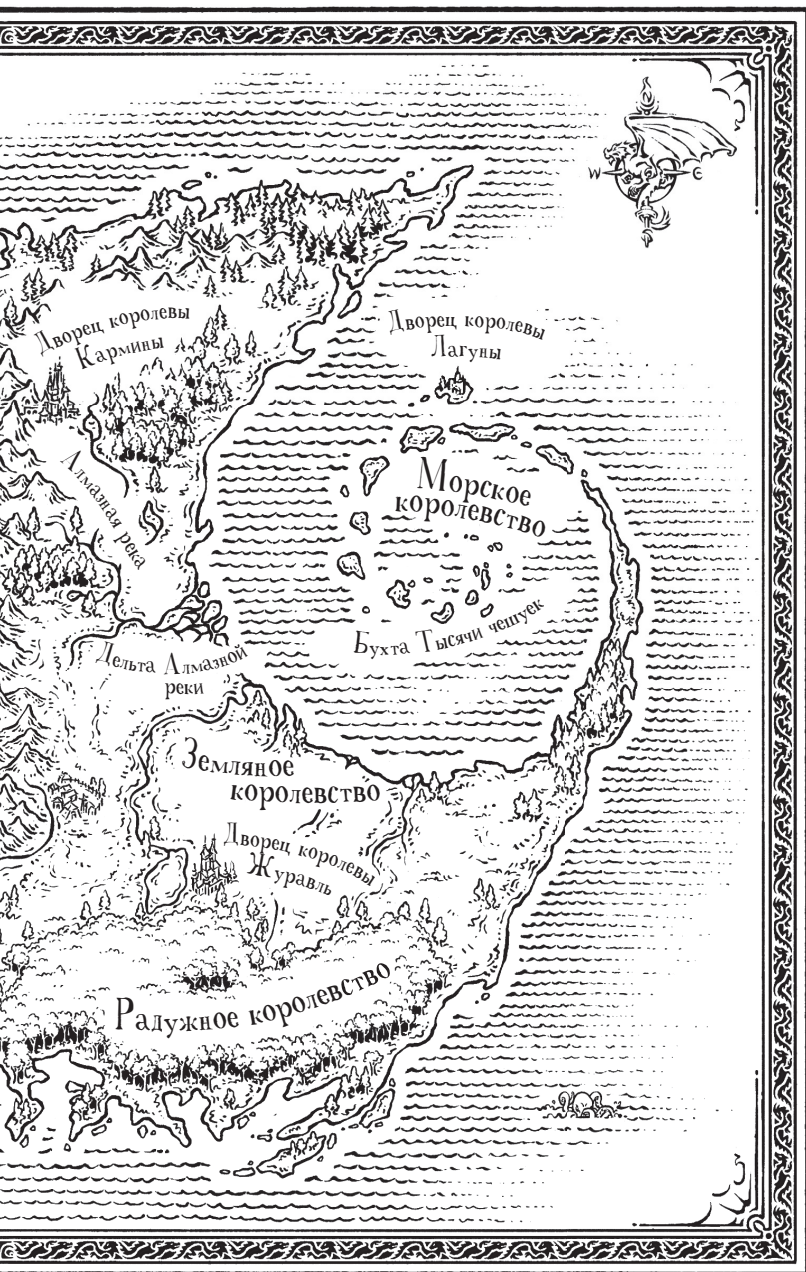 W
E
Дворец королевы
Кармины
Дворец королевы
Лагуны
Алмазная река
Морское
королевство
Бухта Тысячи чешуек
Дельта Алмазной
реки
Земляное
королевство
Дворец королевы
Журавль
Радужное королевство